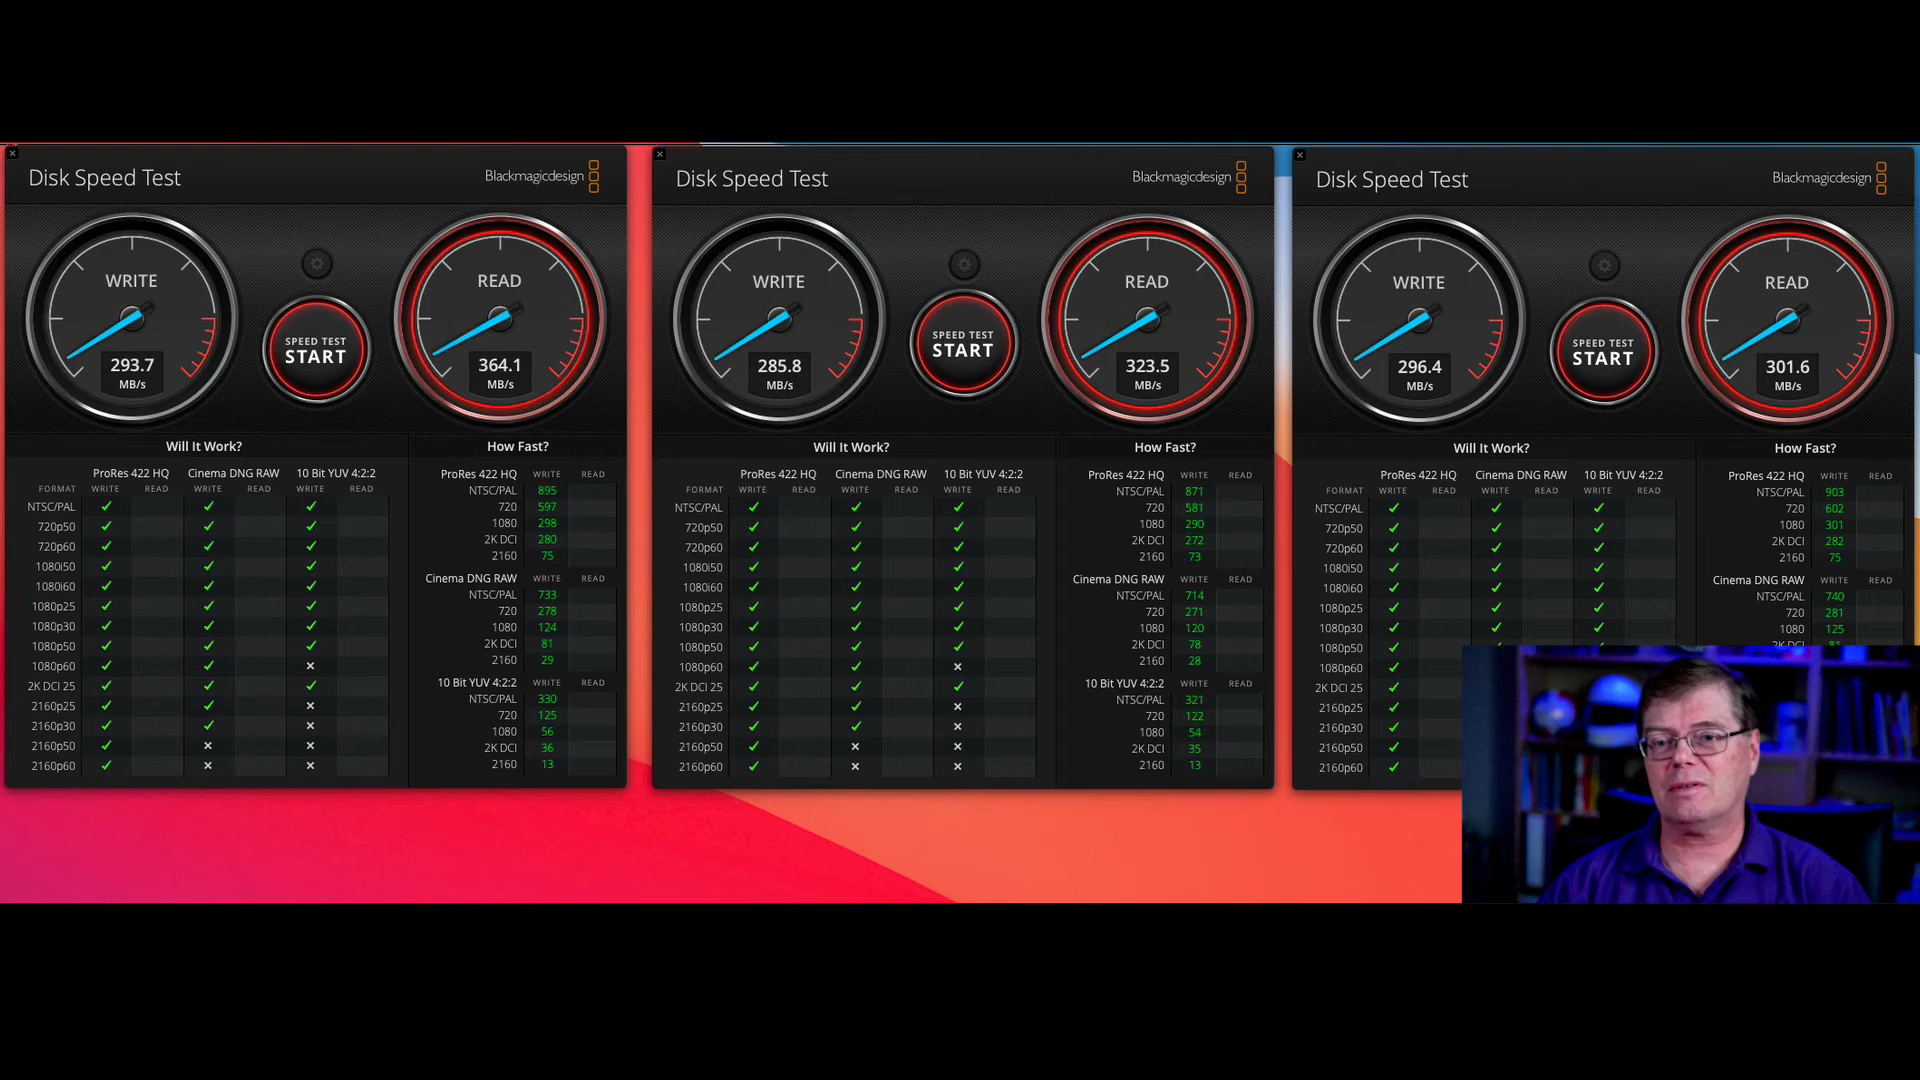 Disk Speed Test
Blackmagicdesign
WRITE
293.7
MB/s
SPEED TEST
START
READ
364.1
MB/s
Will It Work?
ProRes 422 HQ Cinema DNG RAW 10 Bit YUV 4:2:2
FORMAT WRITE READ WRITE READ WRITE READ
NTSC/PAL ✓ ✓ ✓
720p50 ✓ ✓ ✓
720p60 ✓ ✓ ✓
1080i50 ✓ ✓ ✓
1080i60 ✓ ✓ ✓
1080p25 ✓ ✓ ✓
1080p30 ✓ ✓ ✓
1080p50 ✓ ✓ ✓
1080p60 ✓ ✓ ×
2K DCI 25 ✓ ✓ ✓
2160p25 ✓ ✓ ×
2160p30 ✓ ✓ ×
2160p50 ✓ × ×
2160p60 ✓ × ×
How Fast?
ProRes 422 HQ WRITE READ
NTSC/PAL 895
720 597
1080 298
2K DCI 280
2160 75
Cinema DNG RAW WRITE READ
NTSC/PAL 733
720 278
1080 124
2K DCI 81
2160 29
10 Bit YUV 4:2:2 WRITE READ
NTSC/PAL 330
720 125
1080 56
2K DCI 36
2160 13
Disk Speed Test
Blackmagicdesign
WRITE
285.8
MB/s
SPEED TEST
START
READ
323.5
MB/s
Will It Work?
ProRes 422 HQ Cinema DNG RAW 10 Bit YUV 4:2:2
FORMAT WRITE READ WRITE READ WRITE READ
NTSC/PAL ✓ ✓ ✓
720p50 ✓ ✓ ✓
720p60 ✓ ✓ ✓
1080i50 ✓ ✓ ✓
1080i60 ✓ ✓ ✓
1080p25 ✓ ✓ ✓
1080p30 ✓ ✓ ✓
1080p50 ✓ ✓ ✓
1080p60 ✓ ✓ ×
2K DCI 25 ✓ ✓ ✓
2160p25 ✓ ✓ ×
2160p30 ✓ ✓ ×
2160p50 ✓ × ×
2160p60 ✓ × ×
How Fast?
ProRes 422 HQ WRITE READ
NTSC/PAL 871
720 581
1080 290
2K DCI 272
2160 73
Cinema DNG RAW WRITE READ
NTSC/PAL 714
720 271
1080 120
2K DCI 78
2160 28
10 Bit YUV 4:2:2 WRITE READ
NTSC/PAL 321
720 122
1080 54
2K DCI 35
2160 13
Disk Speed Test
Blackmagicdesign
WRITE
296.4
MB/s
SPEED TEST
START
READ
301.6
MB/s
Will It Work?
ProRes 422 HQ Cinema DNG RAW 10 Bit YUV 4:2:2
FORMAT WRITE READ WRITE READ WRITE READ
NTSC/PAL ✓ ✓ ✓
720p50 ✓ ✓ ✓
720p60 ✓ ✓ ✓
1080i50 ✓ ✓ ✓
1080i60 ✓ ✓ ✓
1080p25 ✓ ✓ ✓
1080p30 ✓ ✓ ✓
1080p50 ✓
1080p60 ✓
2K DCI 25 ✓
2160p25 ✓
2160p30 ✓
2160p50 ✓
2160p60 ✓
How Fast?
ProRes 422 HQ WRITE READ
NTSC/PAL 903
720 602
1080 301
2K DCI 282
2160 75
Cinema DNG RAW WRITE READ
NTSC/PAL 740
720 281
1080 125